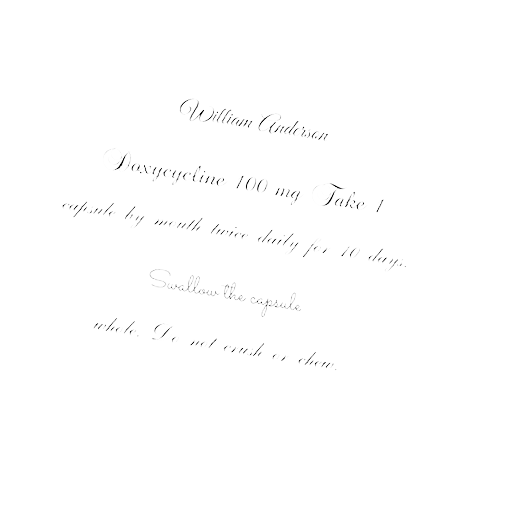 William Anderson
Doxycycline 100 mg Take 1
capsule by mouth twice daily for 10 days.
Swallow the capsule
whole. Do not crush or chew.